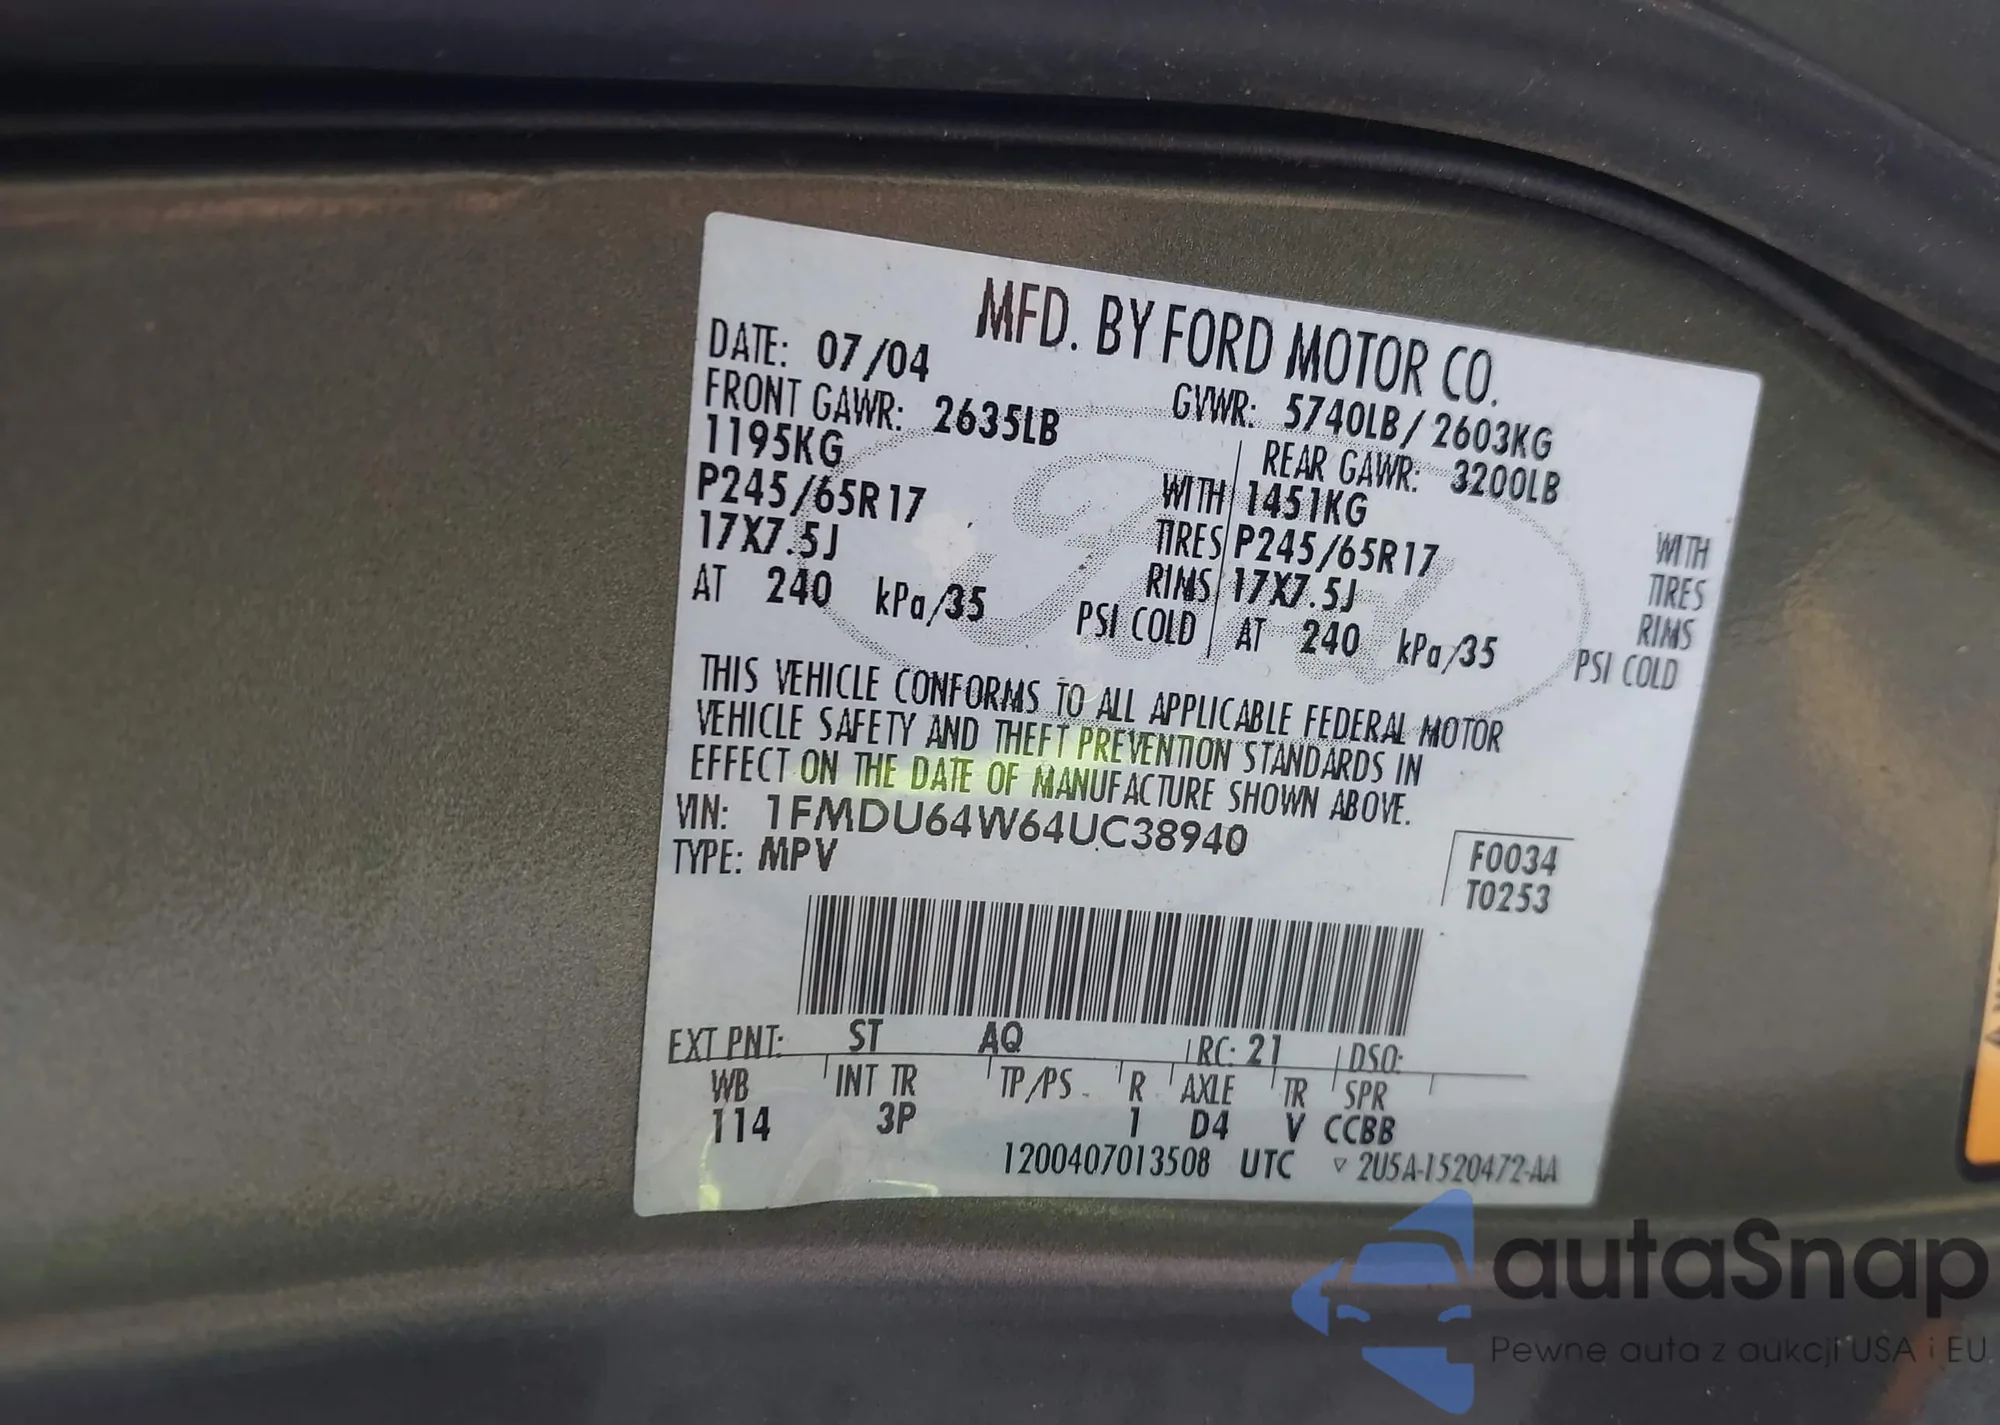 MFD. BY FORD MOTOR CO.
DATE: 07/04 GVWR: 5740LB/2603KG
FRONT GAWR: 2635LB REAR GAWR: 3200LB
1195KG WITH 1451KG WITH
P245/65R17 TIRES P245/65R17 TIRES
17X7.5J RIMS 17X7.5J RIMS
AT 240 kPa/35 PSI COLD AT 240 kPa/35 PSI COLD
THIS VEHICLE CONFORMS TO ALL APPLICABLE FEDERAL MOTOR
VEHICLE SAFETY AND THEFT PREVENTION STANDARDS IN
EFFECT ON THE DATE OF MANUFACTURE SHOWN ABOVE.
VIN: 1FMDU64W64UC38940
TYPE: MPV
F0034
T0253
EXT PNT: ST AQ RC: 21 DSO:
WB INT TR TP/PS R AXLE TR SPR
114 3P 1 D4 V CCBB
1200407013508 UTC ▽ 2U5A-1520472-AA
autaSnap
Pewne auta z aukcji USA i EU